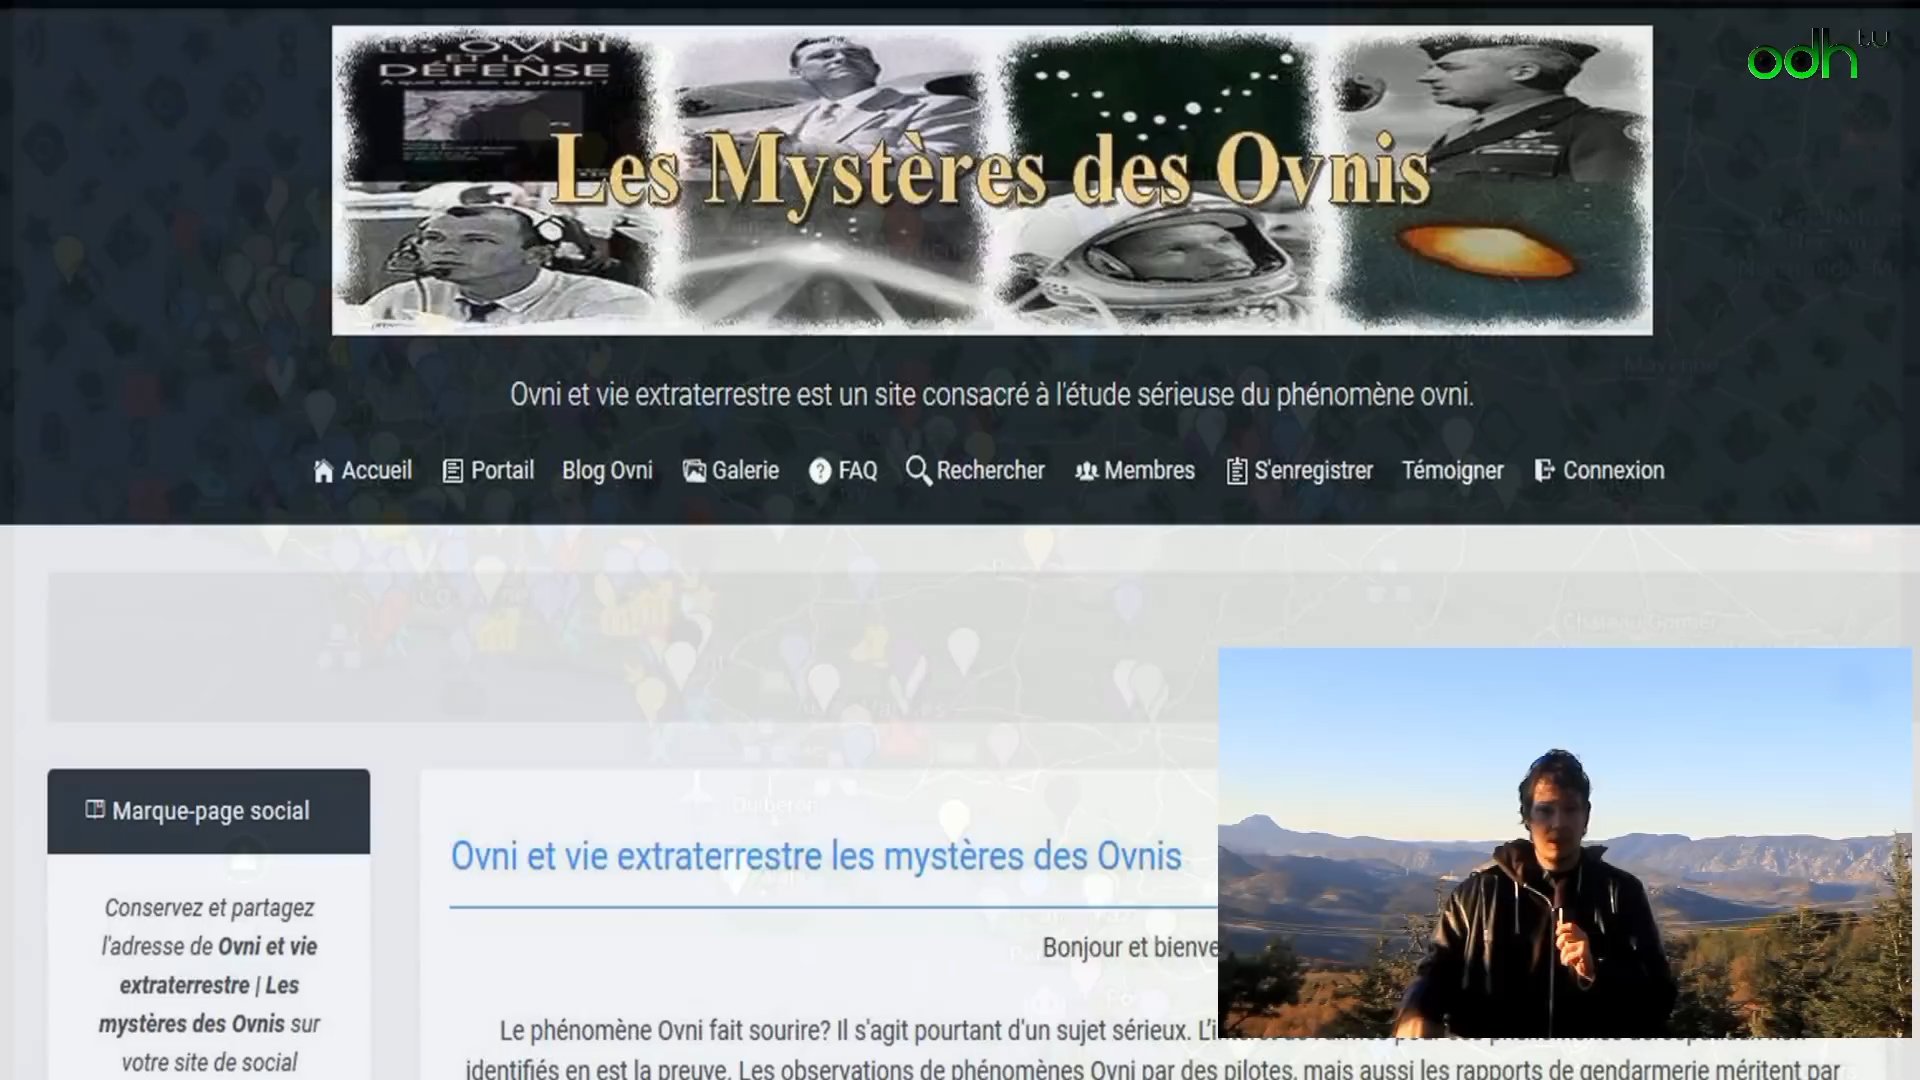 odh tv
LES OVNI
ET LA
DÉFENSE
Les Mystères des Ovnis
Ovni et vie extraterrestre est un site consacré à l'étude sérieuse du phénomène ovni.
Accueil Portail Blog Ovni Galerie FAQ Rechercher Membres S'enregistrer Témoigner Connexion
Marque-page social
Conservez et partagez
l'adresse de Ovni et vie
extraterrestre | Les
mystères des Ovnis sur
votre site de social
Ovni et vie extraterrestre les mystères des Ovnis
Bonjour et bienve
Le phénomène Ovni fait sourire? Il s'agit pourtant d'un sujet sérieux.
identifiés en est la preuve. Les observations de phénomènes Ovni par des pilotes, mais aussi les rapports de gendarmerie méritent par
Quiberon